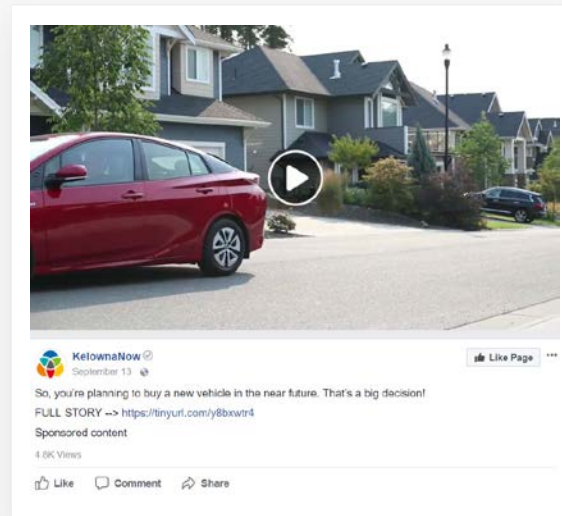 KelownaNow
Like Page
September 13
So, you're planning to buy a new vehicle in the near future. That's a big decision!
FULL STORY --> https://tinyurl.com/y8bxwtr4
Sponsored content
4.8K Views
Like Comment Share